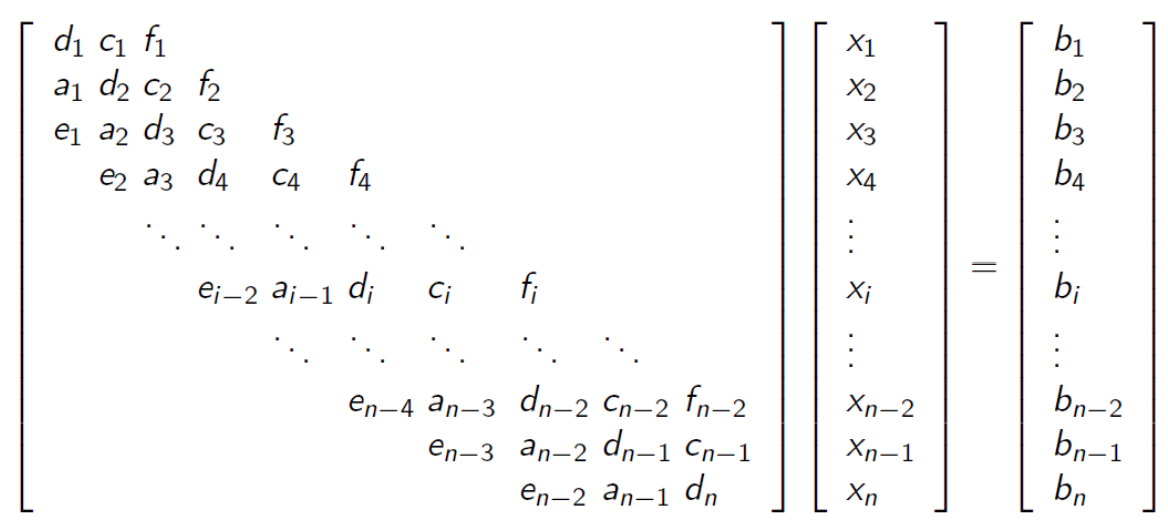 [ d₁ c₁ f₁ ] [ x₁ ] [ b₁ ]
a₁ d₂ c₂ f₂ x₂ b₂
e₁ a₂ d₃ c₃ f₃ x₃ b₃
e₂ a₃ d₄ c₄ f₄ x₄ b₄
⋱ ⋱ ⋱ ⋱ ⋱ ⋮ = ⋮
eᵢ₋₂ aᵢ₋₁ dᵢ cᵢ fᵢ xᵢ bᵢ
⋱ ⋱ ⋱ ⋱ ⋱ ⋮ ⋮
eₙ₋₄ aₙ₋₃ dₙ₋₂ cₙ₋₂ fₙ₋₂ xₙ₋₂ bₙ₋₂
eₙ₋₃ aₙ₋₂ dₙ₋₁ cₙ₋₁ xₙ₋₁ bₙ₋₁
eₙ₋₂ aₙ₋₁ dₙ xₙ bₙ